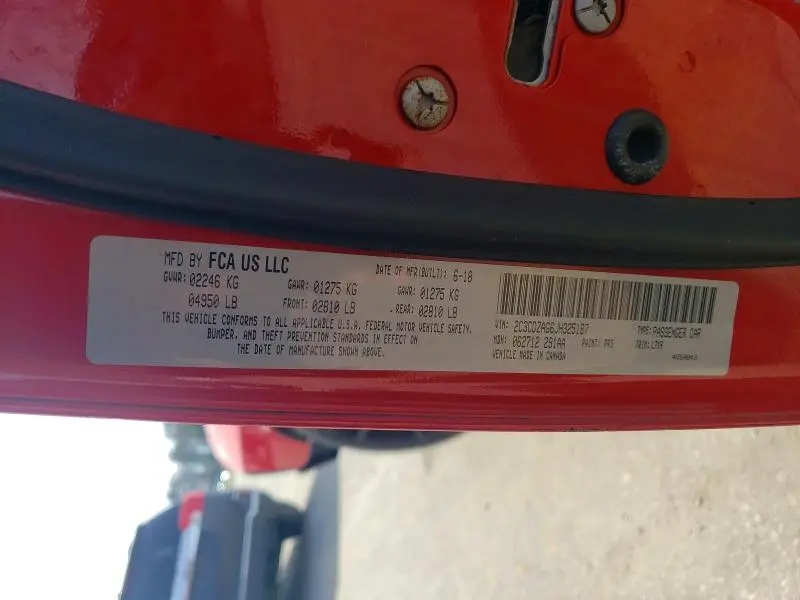 MFD BY FCA US LLC DATE OF MFR(BUILT): 6-18
GVWR: 02246 KG GAWR: 01275 KG GAWR: 01275 KG
04950 LB FRONT: 02810 LB REAR: 02810 LB
THIS VEHICLE CONFORMS TO ALL APPLICABLE U.S.A. FEDERAL MOTOR VEHICLE SAFETY,
BUMPER, AND THEFT PREVENTION STANDARDS IN EFFECT ON
THE DATE OF MANUFACTURE SHOWN ABOVE.
VIN: 2C3CDZAG6JH325187 TYPE: PASSENGER CAR
MDH: 062712 281AA PAINT: PR3 TRIM: LTXR
VEHICLE MADE IN CANADA